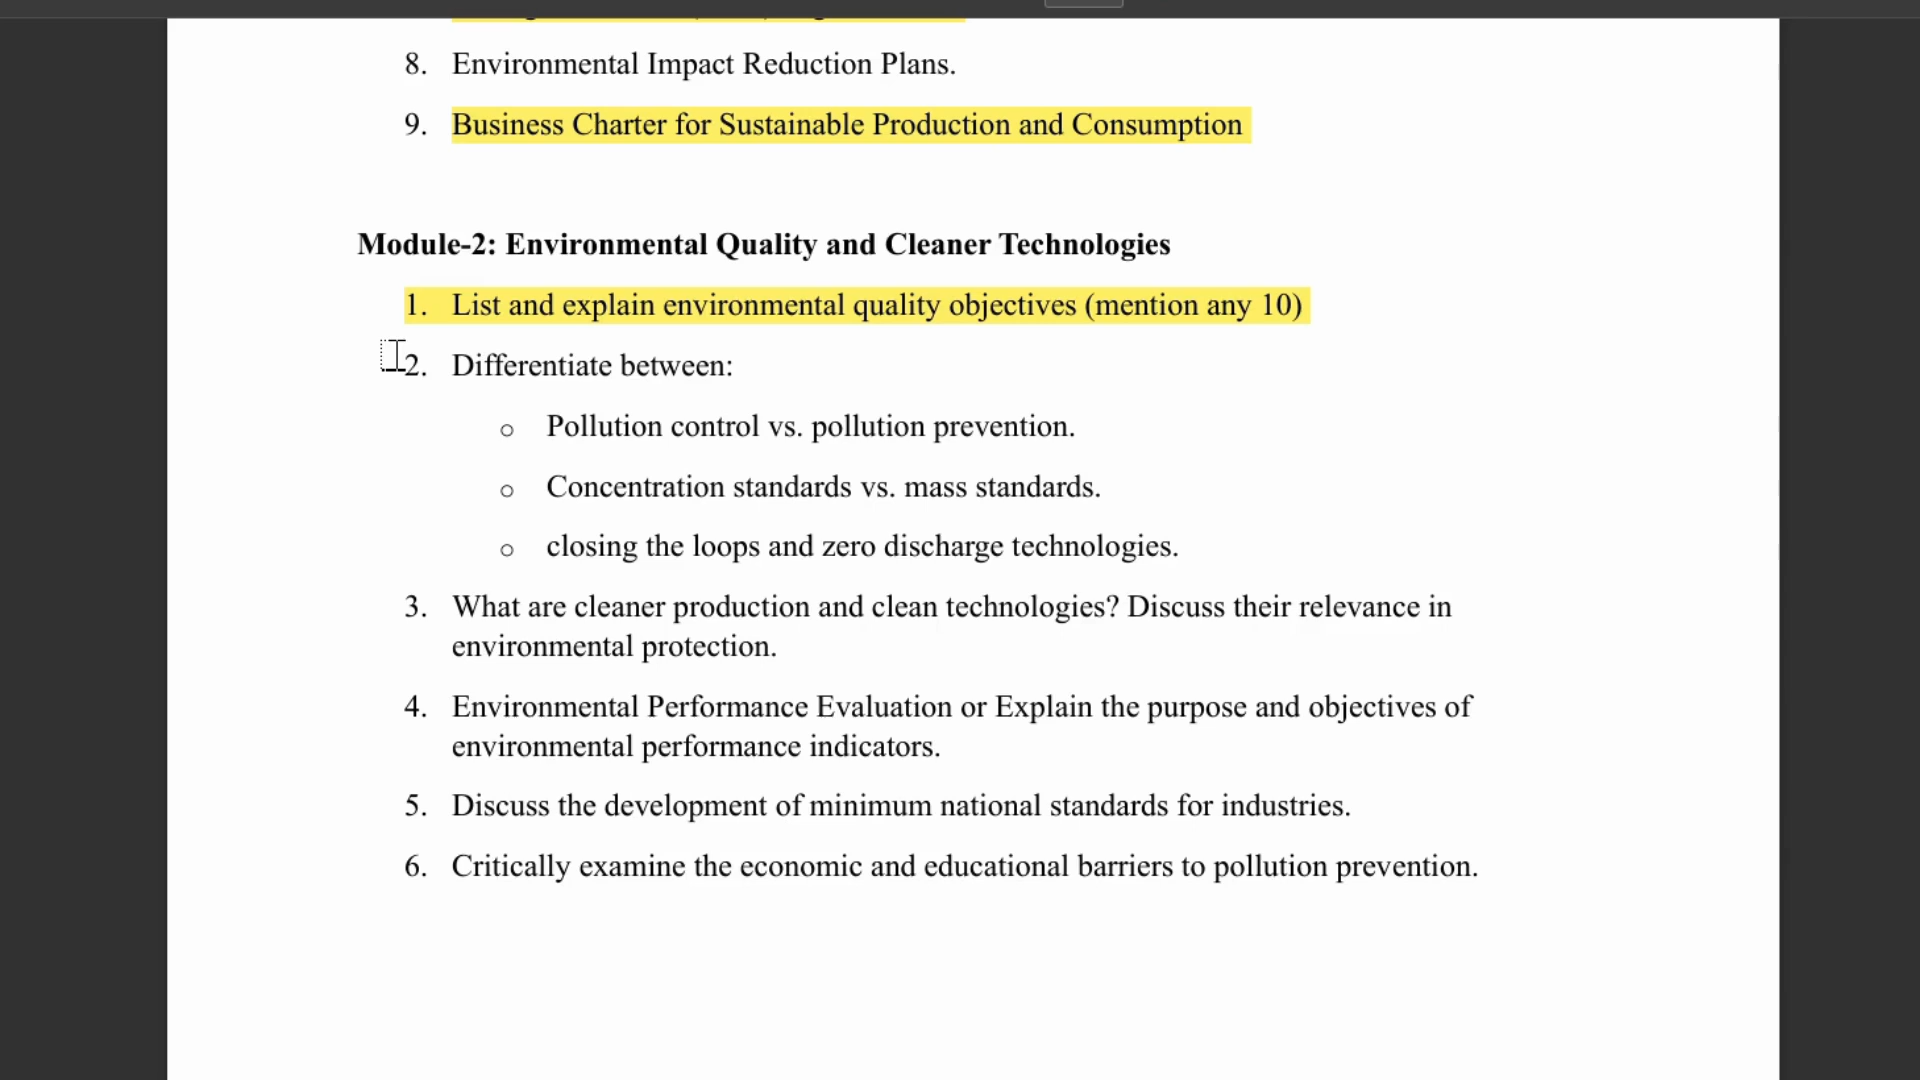 8. Environmental Impact Reduction Plans.
9. Business Charter for Sustainable Production and Consumption
Module-2: Environmental Quality and Cleaner Technologies
1. List and explain environmental quality objectives (mention any 10)
2. Differentiate between:
o Pollution control vs. pollution prevention.
o Concentration standards vs. mass standards.
o closing the loops and zero discharge technologies.
3. What are cleaner production and clean technologies? Discuss their relevance in
environmental protection.
4. Environmental Performance Evaluation or Explain the purpose and objectives of
environmental performance indicators.
5. Discuss the development of minimum national standards for industries.
6. Critically examine the economic and educational barriers to pollution prevention.